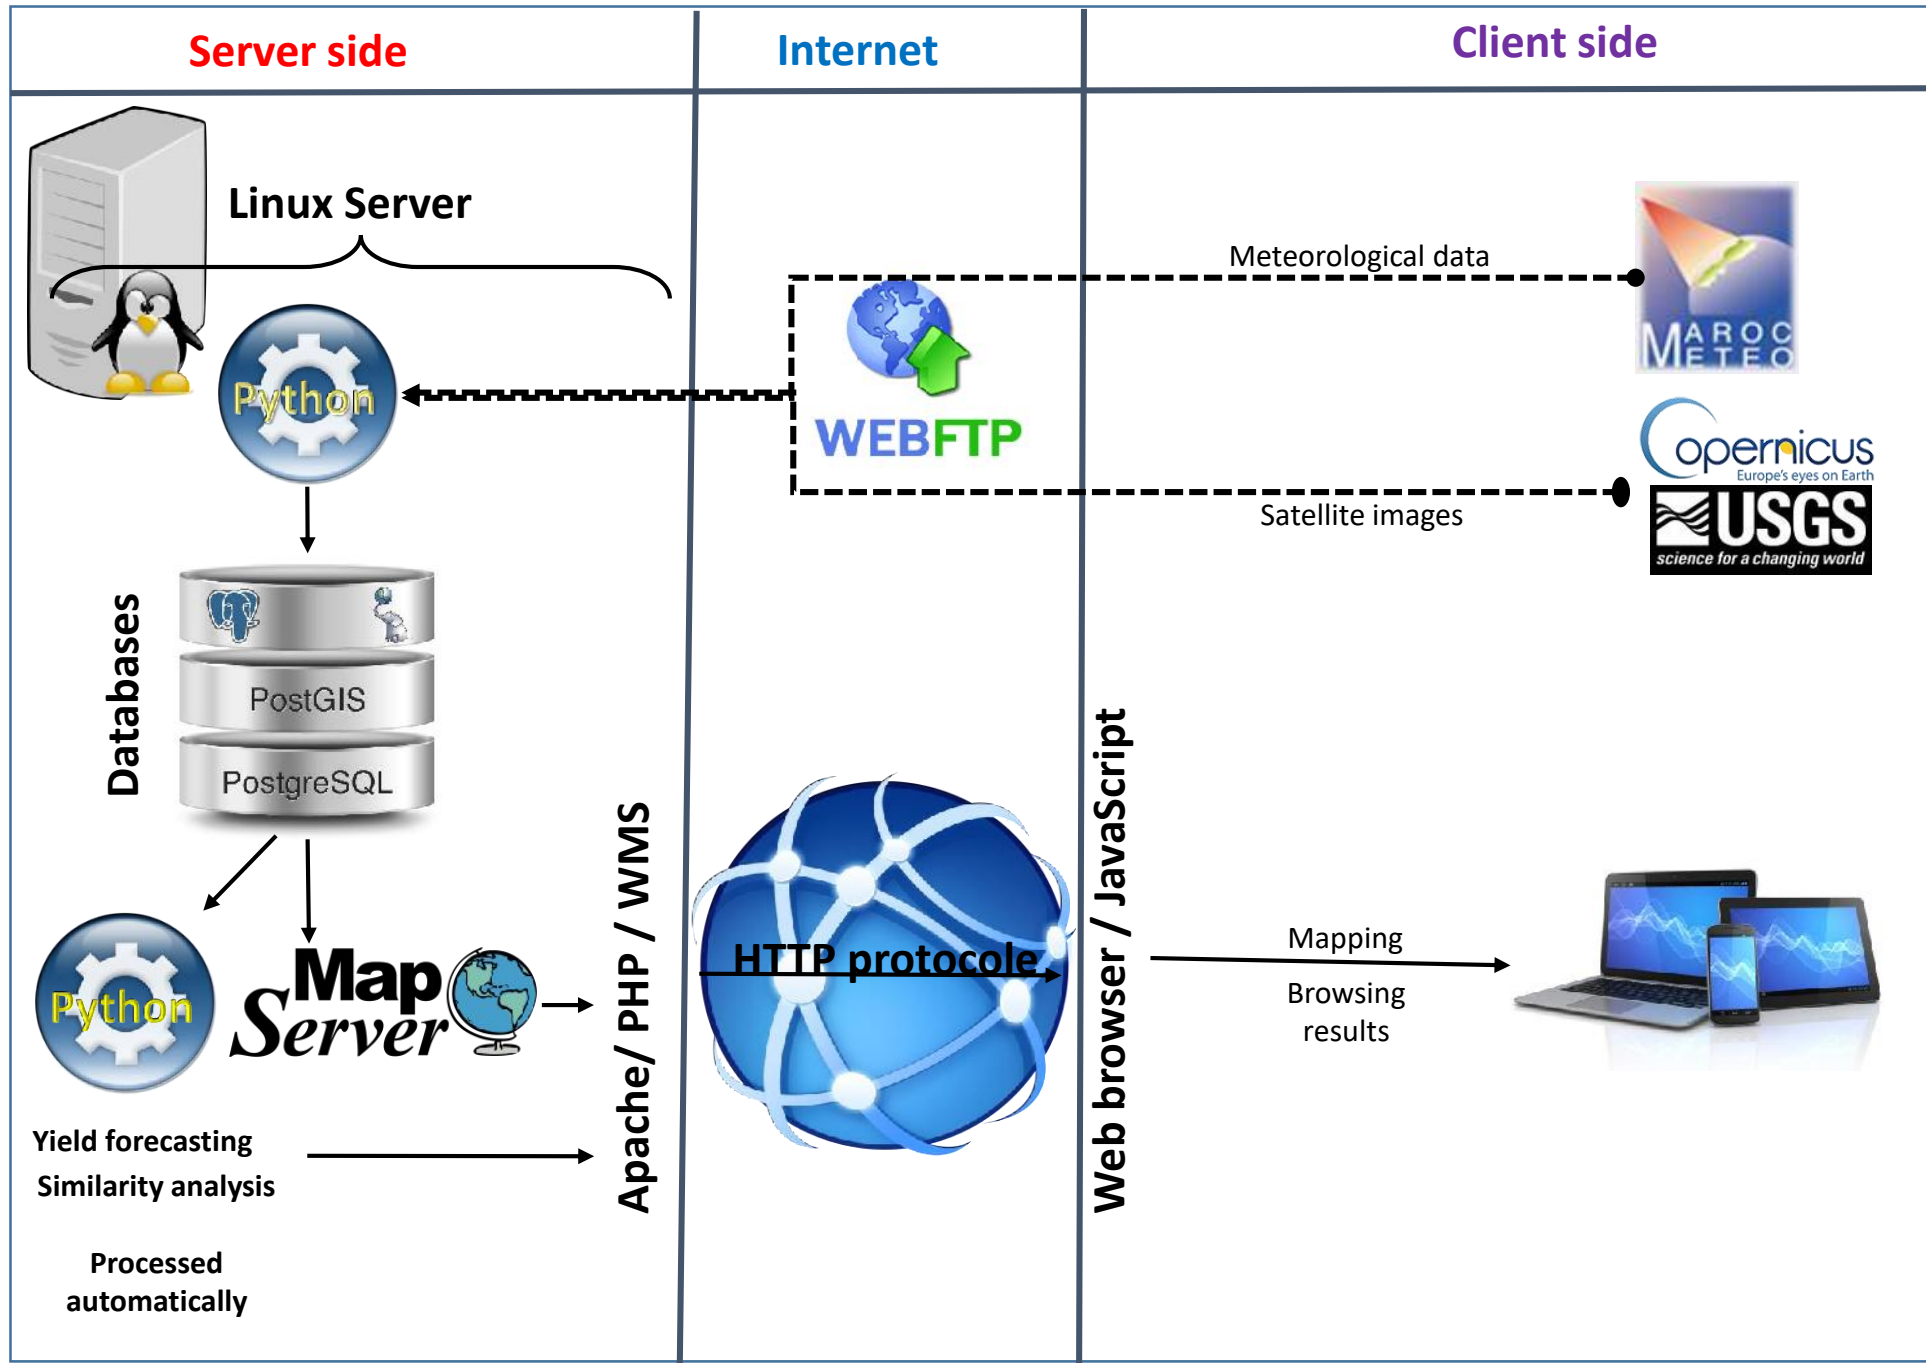 Server side
Internet
Client side
Linux Server
Meteorological data
MAROC
METEO
Python
WEBFTP
Copernicus
Europe's eyes on Earth
USGS
science for a changing world
Satellite images
Databases
PostGIS
PostgreSQL
Python
Map
Server
Apache/ PHP / WMS
HTTP protocole
Web browser / JavaScript
Mapping
Browsing
results
Yield forecasting
Similarity analysis
Processed
automatically